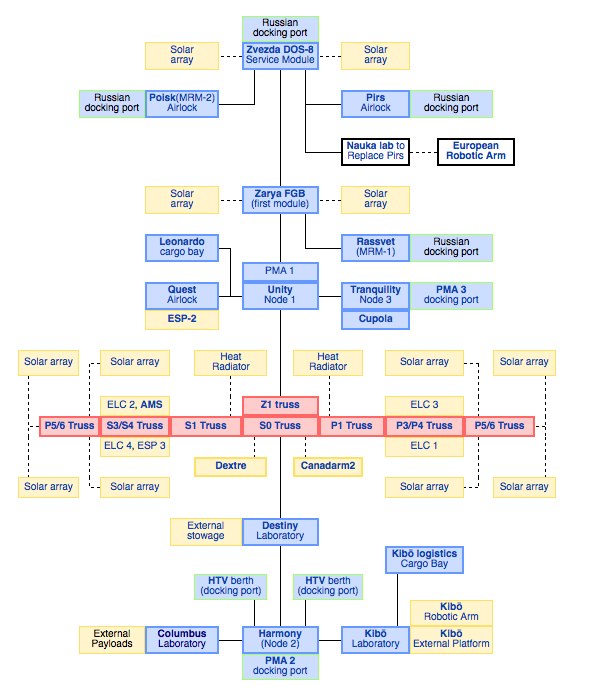 Russian
docking port
Solar
array
Zvezda DOS-8
Service Module
Solar
array
Russian
docking port
Poisk(MRM-2)
Airlock
Pirs
Airlock
Russian
docking port
Nauka lab to
Replace Pirs
European
Robotic Arm
Solar
array
Zarya FGB
(first module)
Solar
array
Leonardo
cargo bay
Rassvet
(MRM-1)
Russian
docking port
PMA 1
Quest
Airlock
Unity
Node 1
Tranquility
Node 3
PMA 3
docking port
ESP-2
Cupola
Solar array
Solar array
Heat
Radiator
Heat
Radiator
Solar array
Solar array
ELC 2, AMS
Z1 truss
ELC 3
P5/6 Truss
S3/S4 Truss
S1 Truss
S0 Truss
P1 Truss
P3/P4 Truss
P5/6 Truss
ELC 4, ESP 3
ELC 1
Dextre
Canadarm2
Solar array
Solar array
Solar array
Solar array
External
stowage
Destiny
Laboratory
Kibō logistics
Cargo Bay
HTV berth
(docking port)
HTV berth
(docking port)
Kibō
Robotic Arm
External
Payloads
Columbus
Laboratory
Harmony
(Node 2)
Kibō
Laboratory
Kibō
External Platform
PMA 2
docking port